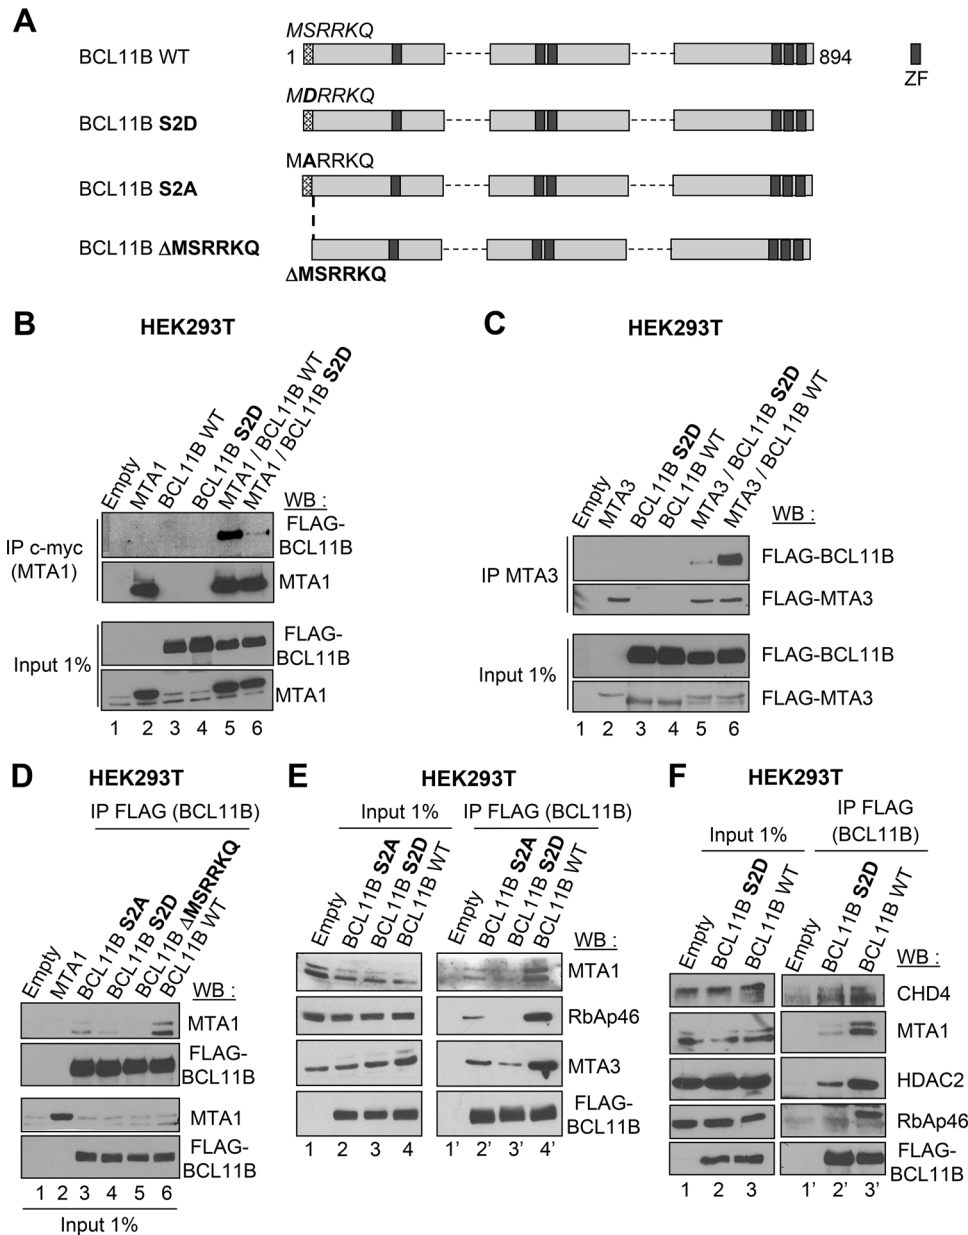 A
MSRRKQ
BCL11B WT
1
894
ZF
MDRRKQ
BCL11B S2D
MARRKQ
BCL11B S2A
BCL11B ΔMSRRKQ
ΔMSRRKQ
B
HEK293T
Empty
MTA1
BCL11B WT
BCL11B S2D
MTA1 / BCL11B WT
MTA1 / BCL11B S2D
WB :
IP c-myc
(MTA1)
FLAG-
BCL11B
MTA1
Input 1%
FLAG-
BCL11B
MTA1
1 2 3 4 5 6
C
HEK293T
Empty
MTA3
BCL11B S2D
BCL11B WT
MTA3 / BCL11B S2D
MTA3 / BCL11B WT
WB :
IP MTA3
FLAG-BCL11B
FLAG-MTA3
Input 1%
FLAG-BCL11B
FLAG-MTA3
1 2 3 4 5 6
D
HEK293T
IP FLAG (BCL11B)
Empty
MTA1
BCL11B S2A
BCL11B S2D
BCL11B ΔMSRRKQ
BCL11B WT
WB :
MTA1
FLAG-
BCL11B
MTA1
FLAG-
BCL11B
1 2 3 4 5 6
Input 1%
E
HEK293T
Input 1%
IP FLAG (BCL11B)
Empty
BCL11B S2A
BCL11B S2D
BCL11B WT
Empty
BCL11B S2A
BCL11B S2D
BCL11B WT
WB :
MTA1
RbAp46
MTA3
FLAG-
BCL11B
1 2 3 4 1' 2' 3' 4'
F
HEK293T
Input 1%
IP FLAG
(BCL11B)
Empty
BCL11B S2D
BCL11B WT
Empty
BCL11B S2D
BCL11B WT
WB :
CHD4
MTA1
HDAC2
RbAp46
FLAG-
BCL11B
1 2 3 1' 2' 3'